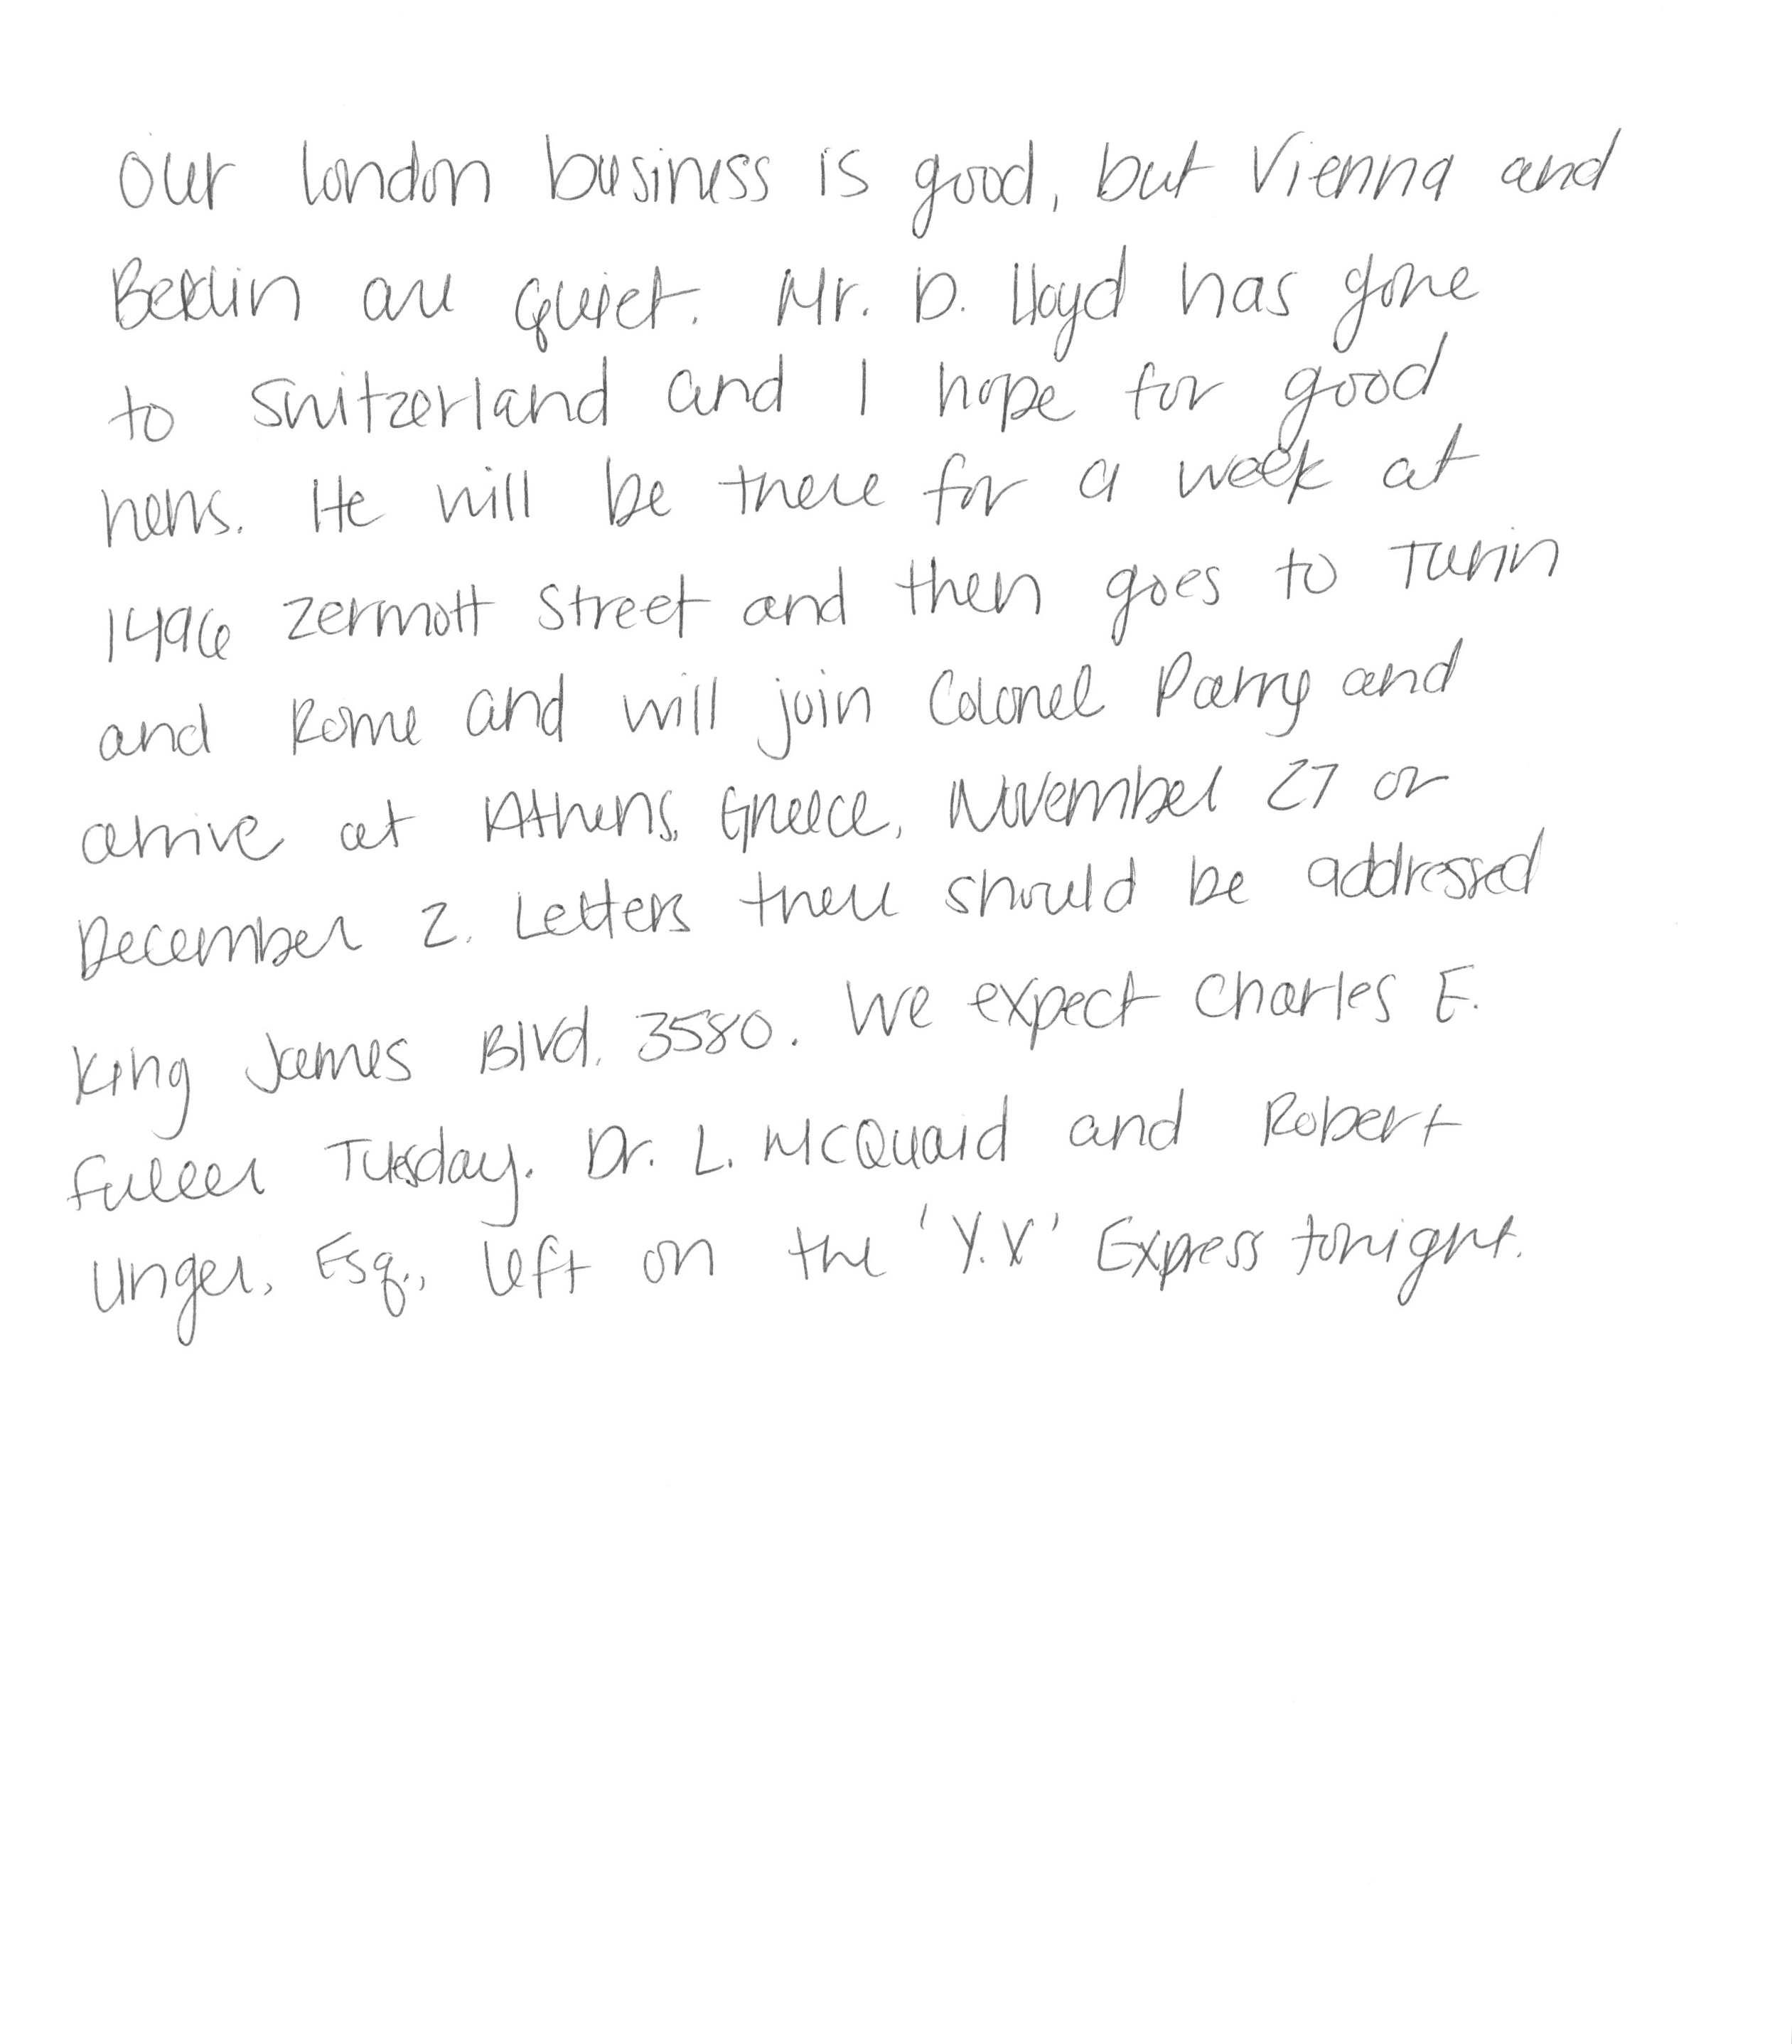 Our London business is good, but Vienna and
Berlin are quiet. Mr. D. Lloyd has gone
to Switzerland and I hope for good
news. He will be there for a week at
1496 Zermott Street and then goes to Turin
and Rome and will join Colonel Parry and
arrive at Athens, Greece, November 27 or
December 2. Letters there should be addressed
King James Blvd. 3580. We expect Charles E.
Fuller Tuesday. Dr. L. McQuaid and Robert
Unger, Esq., left on the 'Y.X' Express tonight.